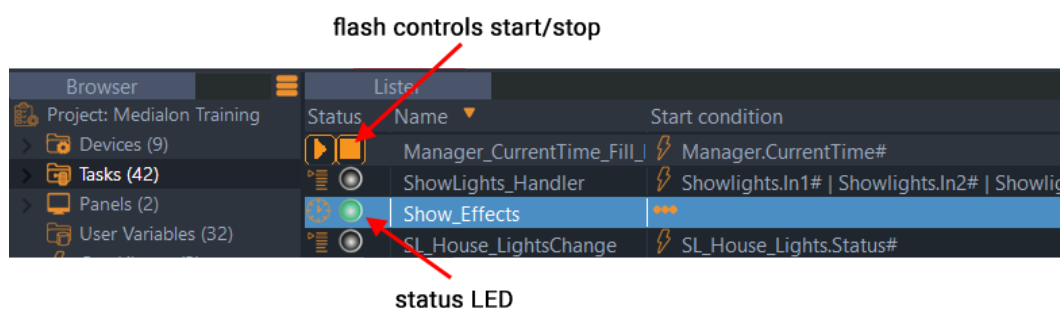 flash controls start/stop
Browser
Lister
Project: Medialon Training
Status Name Start condition
Devices (9)
Manager_CurrentTime_Fill_ Manager.CurrentTime#
Tasks (42)
ShowLights_Handler Showlights.In1# | Showlights.In2# | Showlig
Panels (2)
Show_Effects
User Variables (32)
SL_House_LightsChange SL_House_Lights.Status#
status LED